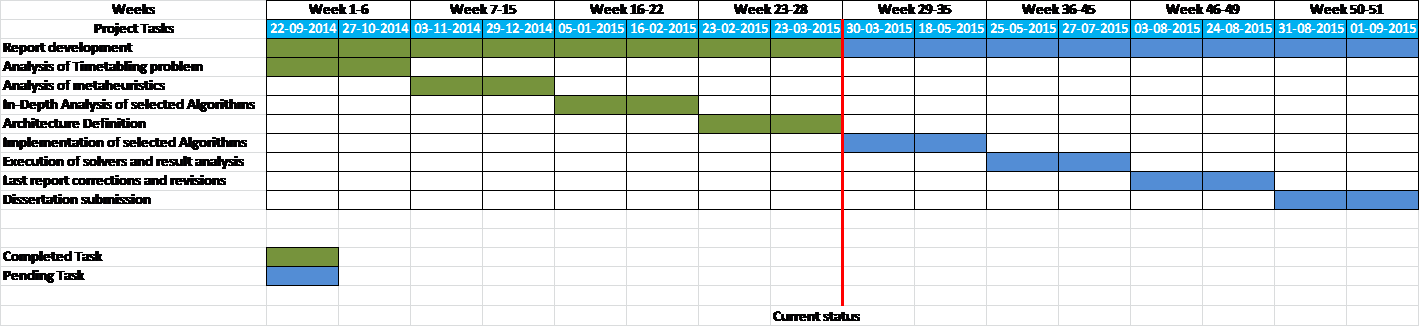 Weeks Week 1-6 Week 7-15 Week 16-22 Week 23-28 Week 29-35 Week 36-45 Week 46-49 Week 50-51
Project Tasks 22-09-2014 27-10-2014 03-11-2014 29-12-2014 05-01-2015 16-02-2015 23-02-2015 23-03-2015 30-03-2015 18-05-2015 25-05-2015 27-07-2015 03-08-2015 24-08-2015 31-08-2015 01-09-2015
Report development
Analysis of Timetabling problem
Analysis of metaheuristics
In-Depth Analysis of selected Algorithms
Architecture Definition
Implementation of selected Algorithms
Execution of solvers and result analysis
Last report corrections and revisions
Dissertation submission
Completed Task
Pending Task
Current status